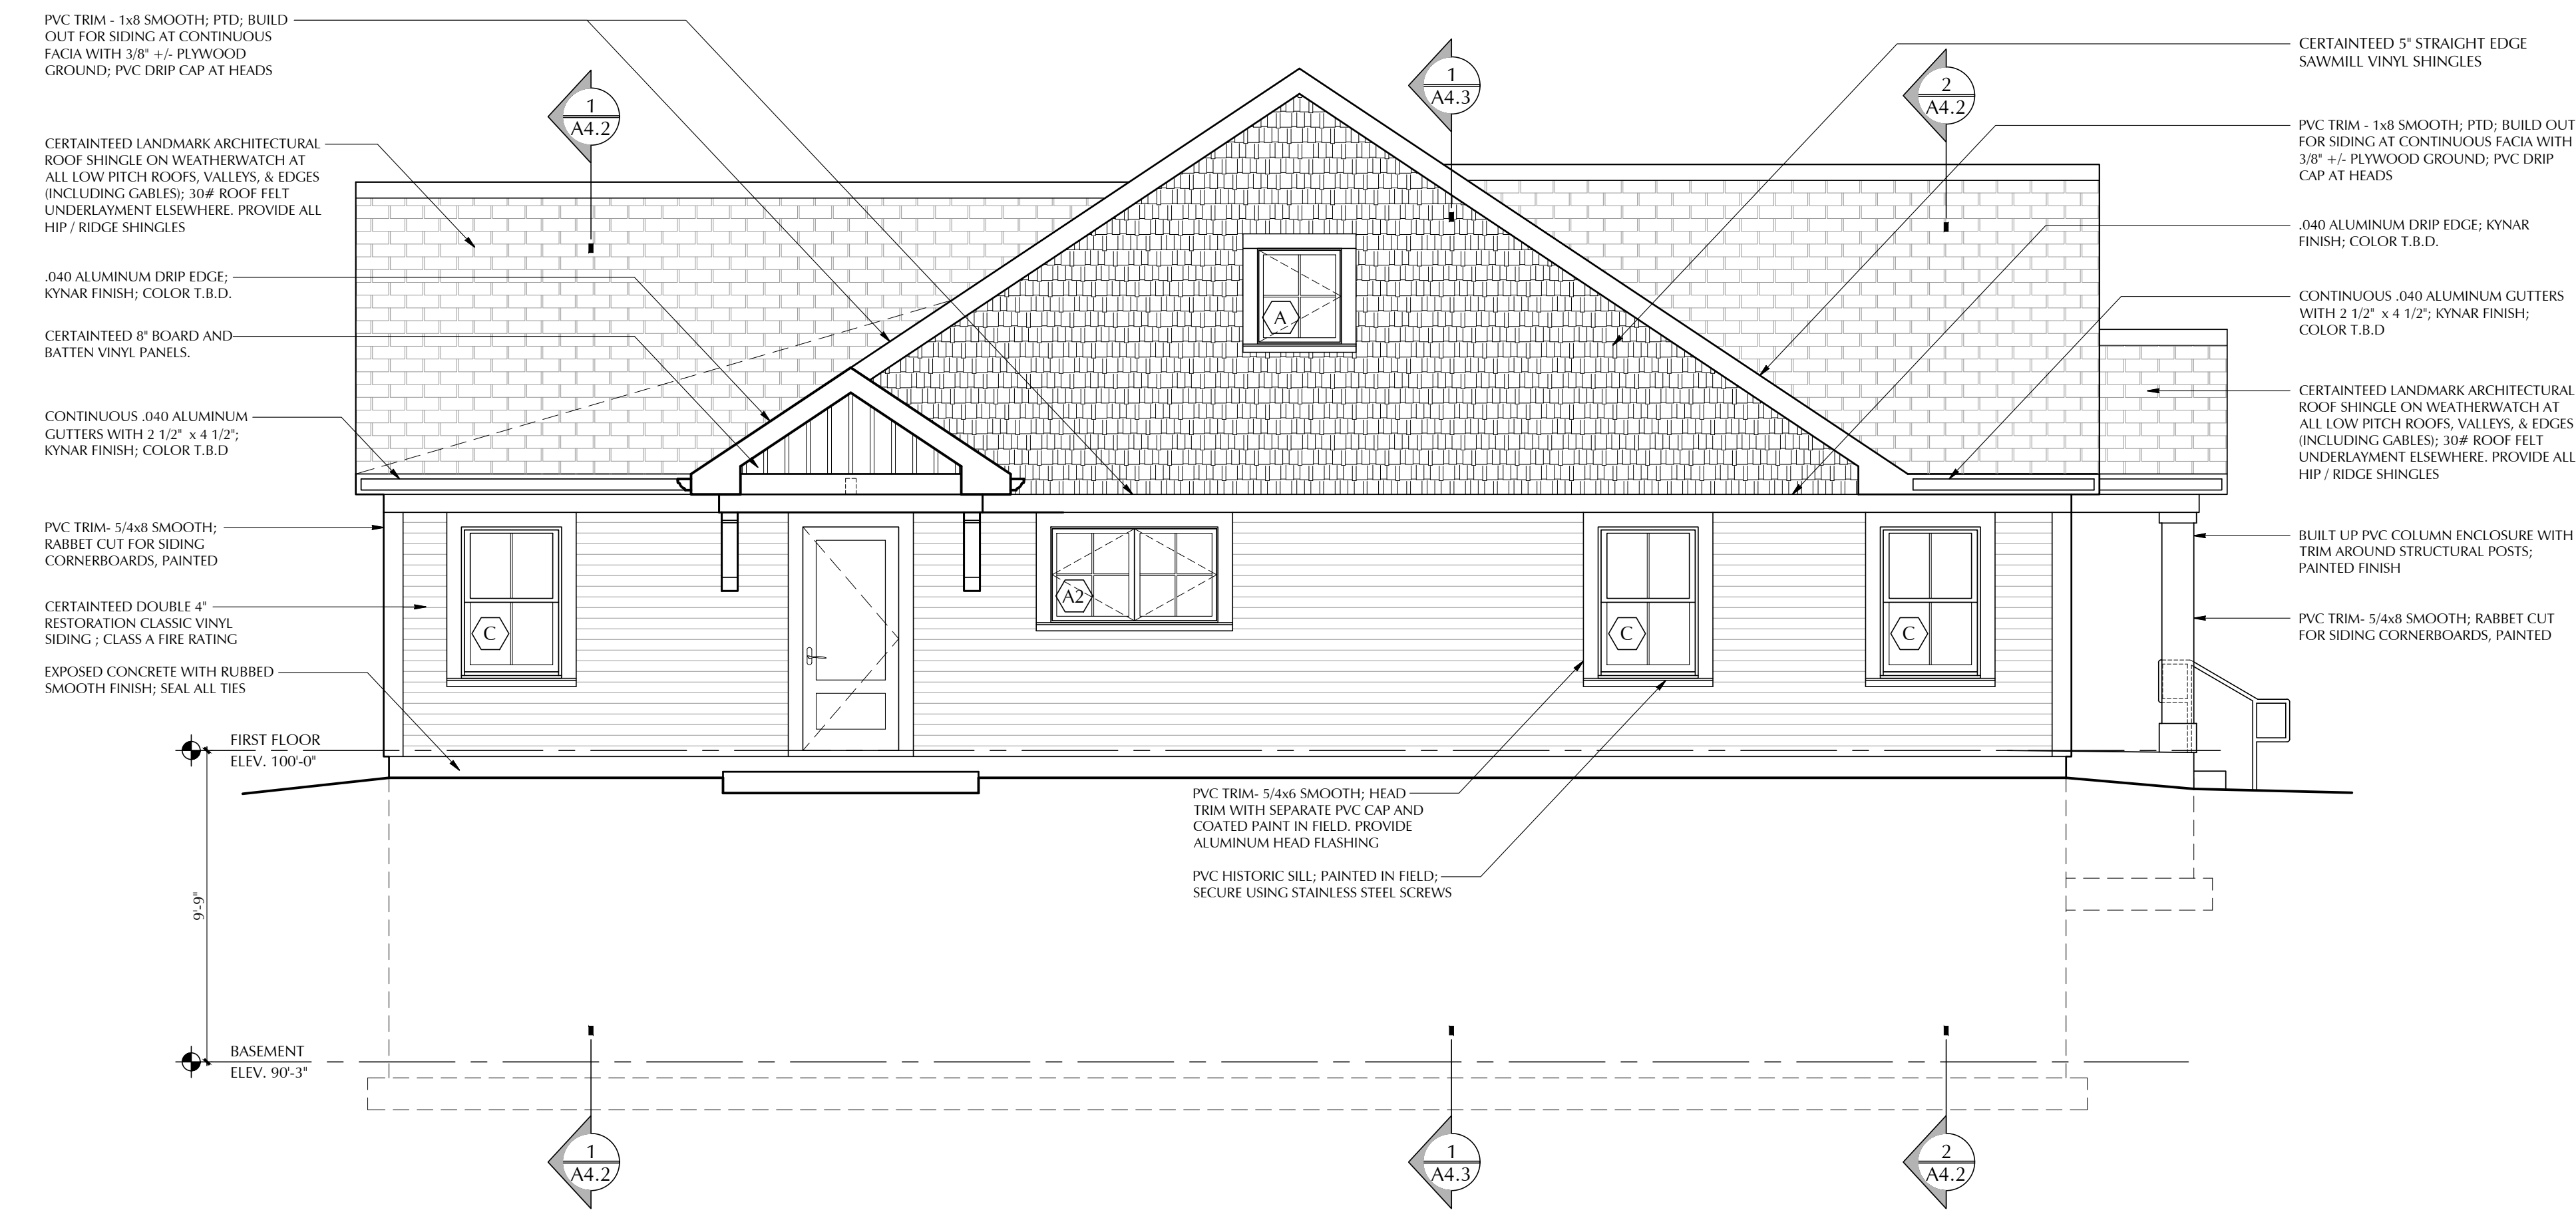 PVC TRIM - 1x8 SMOOTH; PTD; BUILD
OUT FOR SIDING AT CONTINUOUS
FACIA WITH 3/8" +/- PLYWOOD
GROUND; PVC DRIP CAP AT HEADS
CERTAINTEED LANDMARK ARCHITECTURAL
ROOF SHINGLE ON WEATHERWATCH AT
ALL LOW PITCH ROOFS, VALLEYS, & EDGES
(INCLUDING GABLES); 30# ROOF FELT
UNDERLAYMENT ELSEWHERE. PROVIDE ALL
HIP / RIDGE SHINGLES
.040 ALUMINUM DRIP EDGE;
KYNAR FINISH; COLOR T.B.D.
CERTAINTEED 8" BOARD AND
BATTEN VINYL PANELS.
CONTINUOUS .040 ALUMINUM
GUTTERS WITH 2 1/2" x 4 1/2";
KYNAR FINISH; COLOR T.B.D
PVC TRIM- 5/4x8 SMOOTH;
RABBET CUT FOR SIDING
CORNERBOARDS, PAINTED
CERTAINTEED DOUBLE 4"
RESTORATION CLASSIC VINYL
SIDING ; CLASS A FIRE RATING
EXPOSED CONCRETE WITH RUBBED
SMOOTH FINISH; SEAL ALL TIES
FIRST FLOOR
ELEV. 100'-0"
9'-9"
BASEMENT
ELEV. 90'-3"
1
A4.2
1
A4.3
2
A4.2
A
C
A2
C
C
PVC TRIM- 5/4x6 SMOOTH; HEAD
TRIM WITH SEPARATE PVC CAP AND
COATED PAINT IN FIELD. PROVIDE
ALUMINUM HEAD FLASHING
PVC HISTORIC SILL; PAINTED IN FIELD;
SECURE USING STAINLESS STEEL SCREWS
1
A4.2
1
A4.3
2
A4.2
CERTAINTEED 5" STRAIGHT EDGE
SAWMILL VINYL SHINGLES
PVC TRIM - 1x8 SMOOTH; PTD; BUILD OUT
FOR SIDING AT CONTINUOUS FACIA WITH
3/8" +/- PLYWOOD GROUND; PVC DRIP
CAP AT HEADS
.040 ALUMINUM DRIP EDGE; KYNAR
FINISH; COLOR T.B.D.
CONTINUOUS .040 ALUMINUM GUTTERS
WITH 2 1/2" x 4 1/2"; KYNAR FINISH;
COLOR T.B.D
CERTAINTEED LANDMARK ARCHITECTURAL
ROOF SHINGLE ON WEATHERWATCH AT
ALL LOW PITCH ROOFS, VALLEYS, & EDGES
(INCLUDING GABLES); 30# ROOF FELT
UNDERLAYMENT ELSEWHERE. PROVIDE ALL
HIP / RIDGE SHINGLES
BUILT UP PVC COLUMN ENCLOSURE WITH
TRIM AROUND STRUCTURAL POSTS;
PAINTED FINISH
PVC TRIM- 5/4x8 SMOOTH; RABBET CUT
FOR SIDING CORNERBOARDS, PAINTED